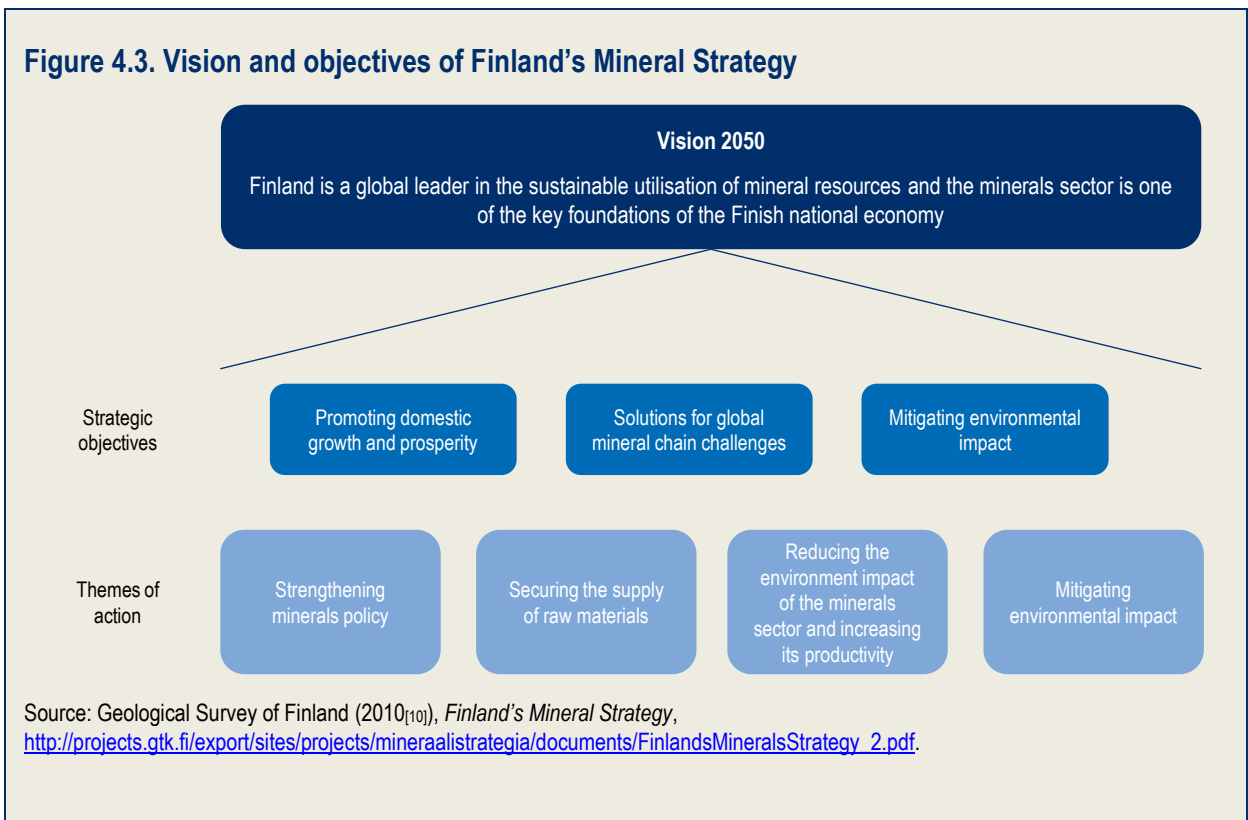 Figure 4.3. Vision and objectives of Finland’s Mineral Strategy
Vision 2050
Finland is a global leader in the sustainable utilisation of mineral resources and the minerals sector is one
of the key foundations of the Finish national economy
Strategic
objectives
Promoting domestic
growth and prosperity
Solutions for global
mineral chain challenges
Mitigating environmental
impact
Themes of
action
Strengthening
minerals policy
Securing the supply
of raw materials
Reducing the
environment impact
of the minerals
sector and increasing
its productivity
Mitigating
environmental impact
Source: Geological Survey of Finland (2010[10]), Finland’s Mineral Strategy,
http://projects.gtk.fi/export/sites/projects/mineraalistrategia/documents/FinlandsMineralsStrategy_2.pdf.